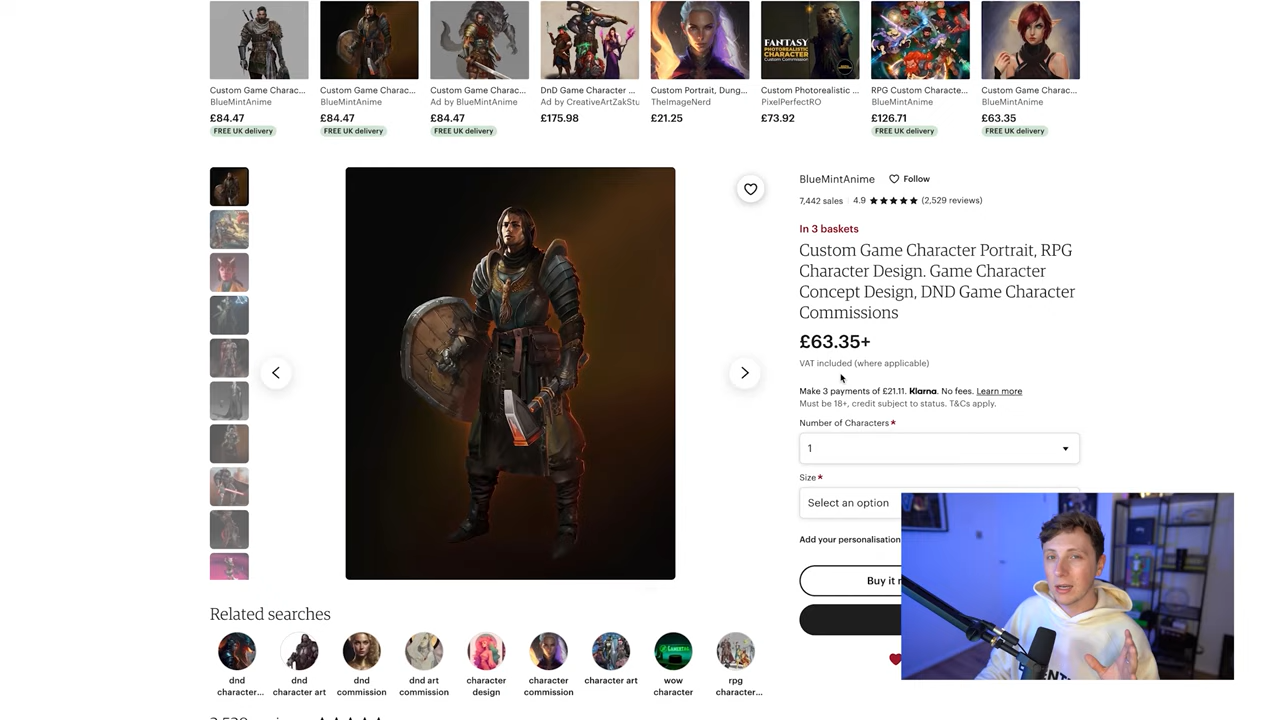 FANTASY
PHOTOREALISTIC
CHARACTER
Custom Commission
Custom Game Charac...
Custom Game Charac...
Custom Game Charac...
DnD Game Character ...
Custom Portrait, Dung...
Custom Photorealistic ...
RPG Custom Characte...
Custom Game Charac...
BlueMintAnime
BlueMintAnime
Ad by BlueMintAnime
Ad by CreativeArtZakStu
TheImageNerd
PixelPerfectRO
BlueMintAnime
BlueMintAnime
£84.47
£84.47
£84.47
£175.98
£21.25
£73.92
£126.71
£63.35
FREE UK delivery
FREE UK delivery
FREE UK delivery
FREE UK delivery
FREE UK delivery
BlueMintAnime
Follow
7,442 sales
4.9 ★★★★★ (2,529 reviews)
In 3 baskets
Custom Game Character Portrait, RPG
Character Design. Game Character
Concept Design, DND Game Character
Commissions
£63.35+
VAT included (where applicable)
Make 3 payments of £21.11. Klarna. No fees. Learn more
Must be 18+, credit subject to status. T&Cs apply.
Number of Characters *
1
Size *
Select an option
Add your personalisation
Buy it
Related searches
dnd
character...
dnd
character art
dnd
commission
dnd art
commission
character
design
character
commission
character art
wow
character
rpg
character...